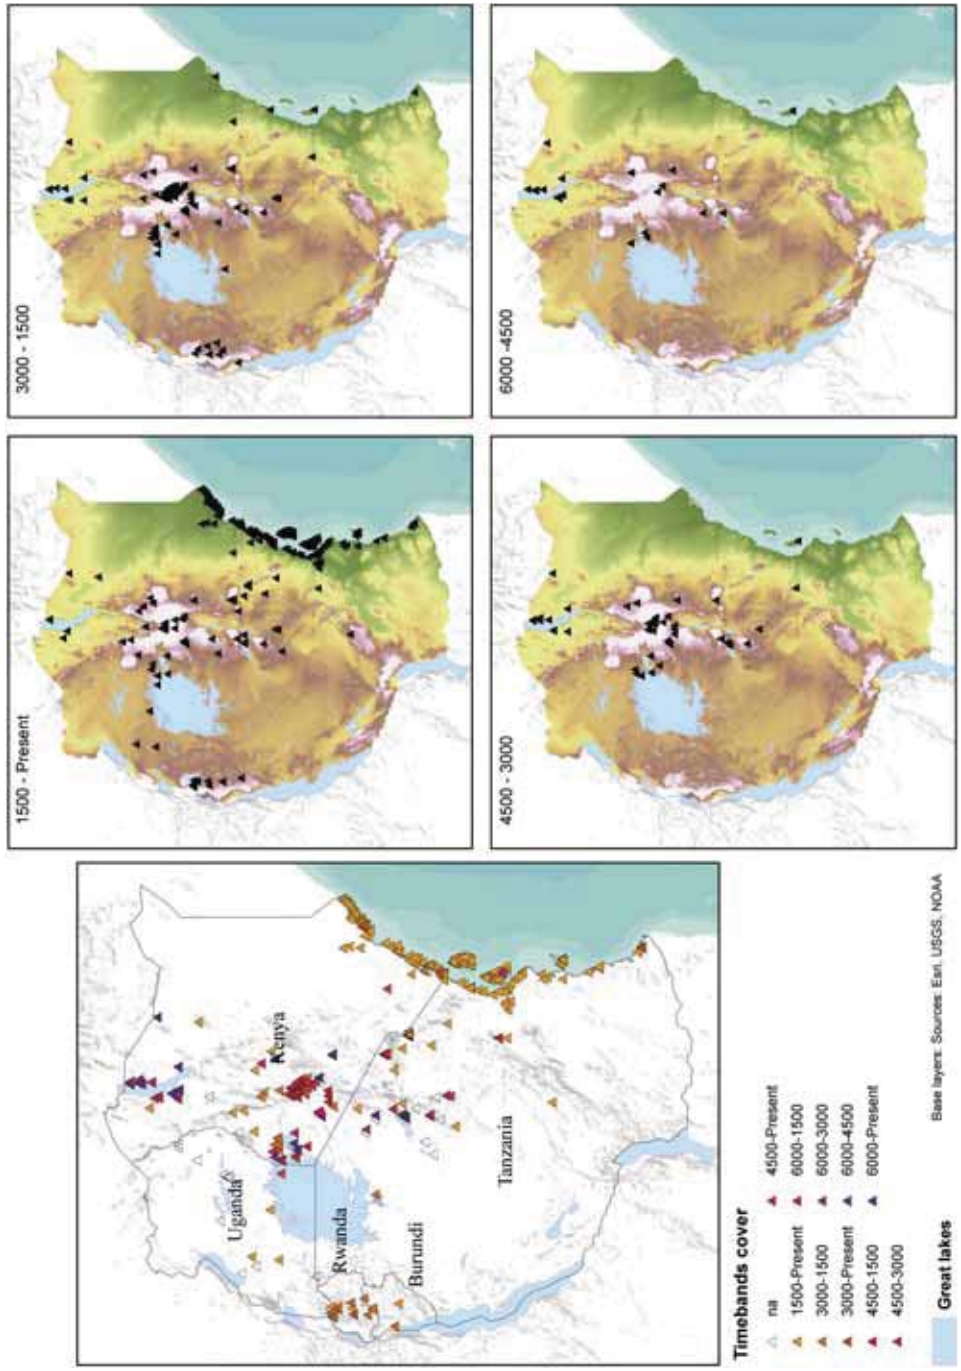 Uganda
Kenya
Rwanda
Burundi
Tanzania
Timebands cover
na
1500-Present
3000-1500
3000-Present
4500-1500
4500-3000
4500-Present
6000-1500
6000-3000
6000-4500
6000-Present
Great lakes
Base layers: Sources: Esri, USGS, NOAA
1500 - Present
3000 - 1500
4500 - 3000
6000 -4500